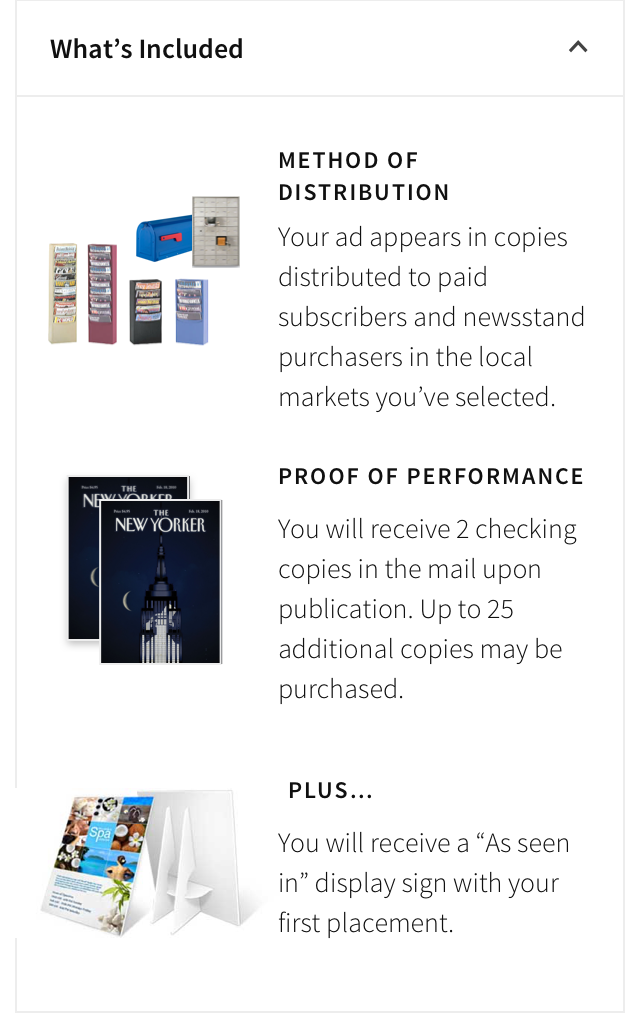 What's Included
METHOD OF
DISTRIBUTION
Your ad appears in copies
distributed to paid
subscribers and newsstand
purchasers in the local
markets you've selected.
PROOF OF PERFORMANCE
THE
NEW YORKER
THE
NEW YORKER
You will receive 2 checking
copies in the mail upon
publication. Up to 25
additional copies may be
purchased.
PLUS...
Spa
You will receive a “As seen
in” display sign with your
first placement.